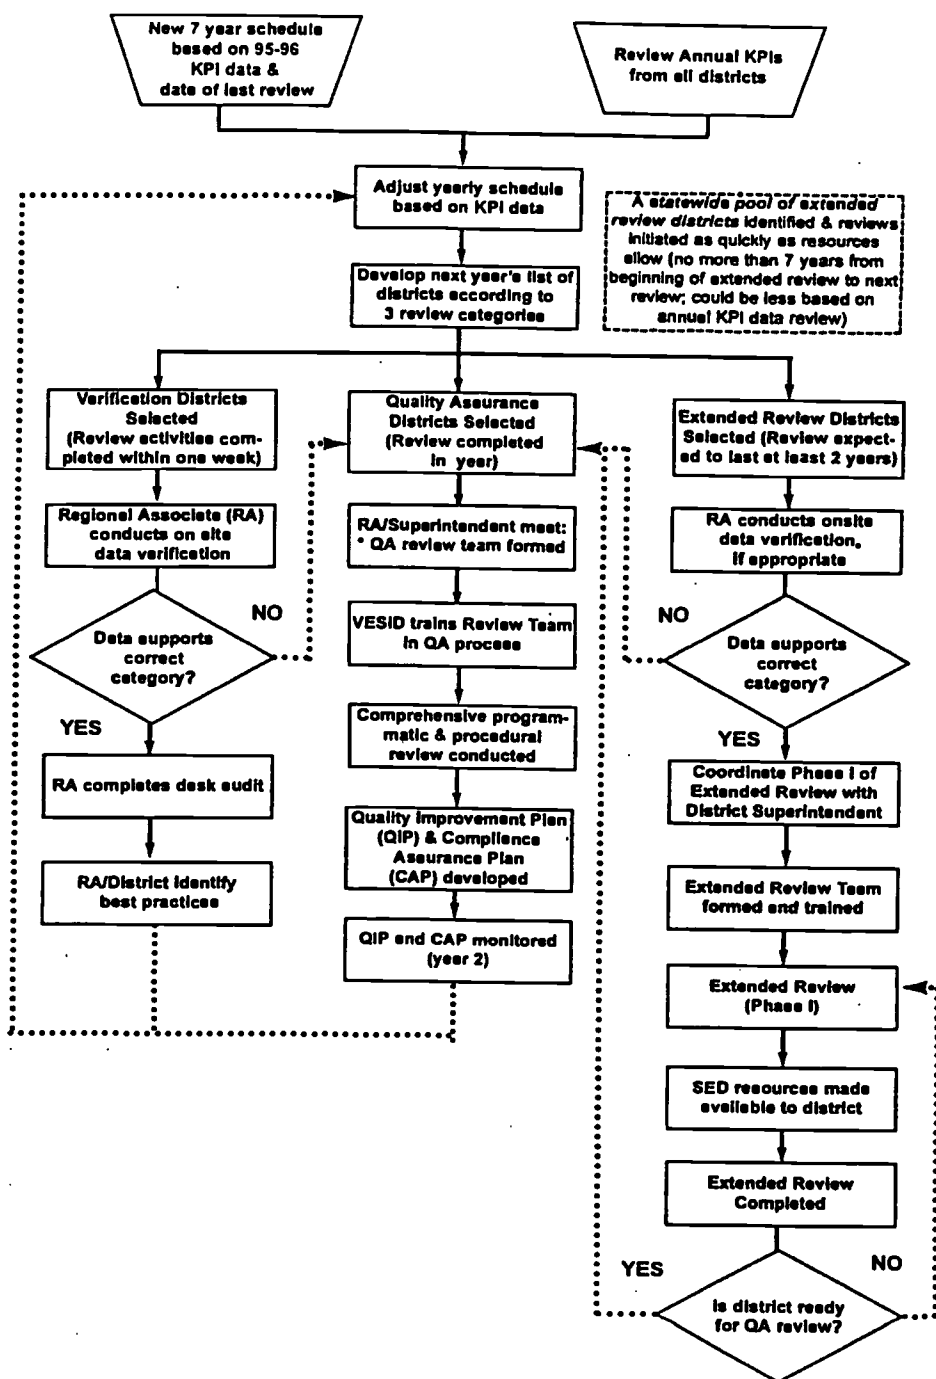 New 7 year schedule
based on 95-96
KPI data &
date of last review
Review Annual KPIs
from all districts
Adjust yearly schedule
based on KPI data
A statewide pool of extended
review districts identified & reviews
initiated as quickly as resources
allow (no more than 7 years from
beginning of extended review to next
review; could be less based on
annual KPI data review)
Develop next year's list of
districts according to
3 review categories
Verification Districts
Selected
(Review activities com-
pleted within one week)
Quality Assurance
Districts Selected
(Review completed
in year)
Extended Review Districts
Selected (Review expect-
ed to last at least 2 years)
Regional Associate (RA)
conducts on site
data verification
RA/Superintendent meet:
* QA review team formed
RA conducts onsite
data verification,
if appropriate
NO
NO
Data supports
correct
category?
VESID trains Review Team
in QA process
Data supports
correct
category?
YES
Comprehensive program-
matic & procedural
review conducted
YES
RA completes desk audit
Coordinate Phase I of
Extended Review with
District Superintendent
Quality Improvement Plan
(QIP) & Compliance
Assurance Plan
(CAP) developed
RA/District identify
best practices
Extended Review Team
formed and trained
QIP and CAP monitored
(year 2)
Extended Review
(Phase I)
SED resources made
available to district
Extended Review
Completed
YES
NO
Is district ready
for QA review?